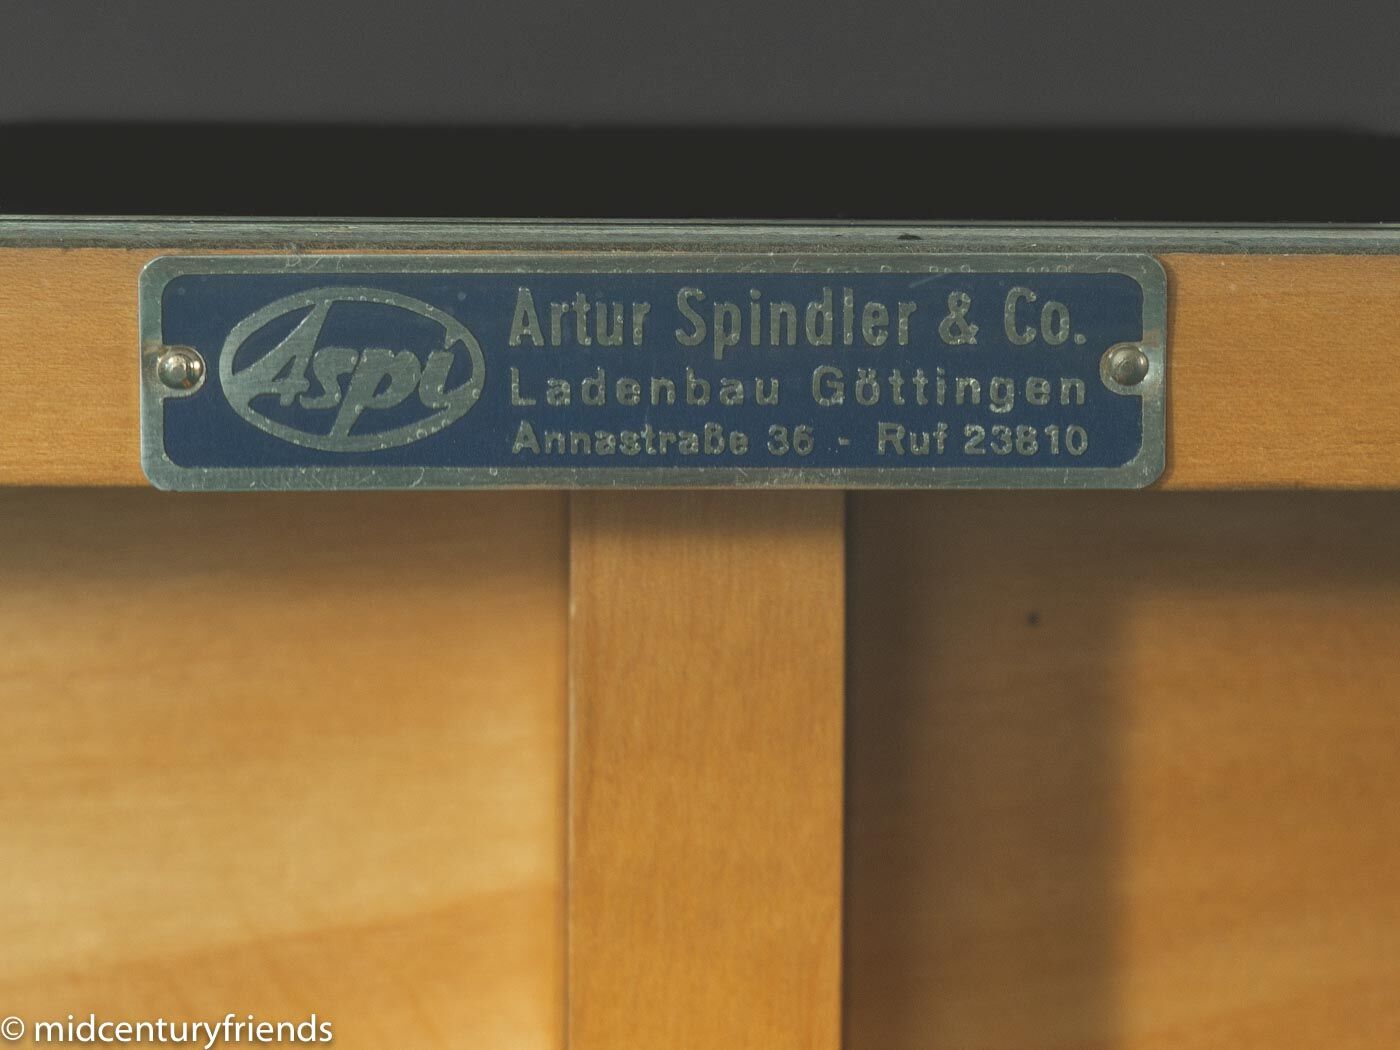 Aspi
Artur Spindler & Co.
Ladenbau Göttingen
Annastraße 36 - Ruf 23810
© midcenturyfriends